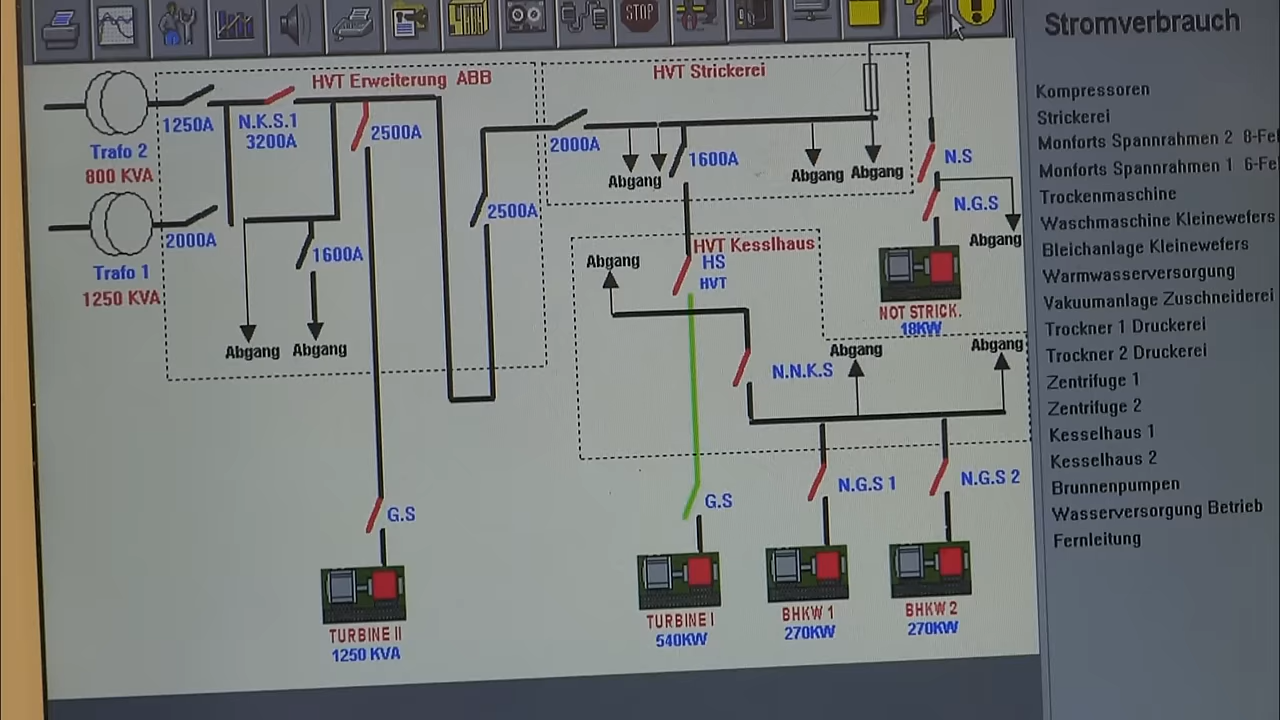 STOP
?
!
Stromverbrauch
HVT Erweiterung ABB
HVT Strickerei
1250A
N.K.S.1
3200A
2500A
2000A
1600A
Abgang
Abgang
Abgang
N.S
N.G.S
Abgang
Trafo 2
800 KVA
2000A
Trafo 1
1250 KVA
1600A
Abgang
Abgang
2500A
HVT Kesslhaus
HS
HVT
Abgang
NOT STRICK.
18KW
Abgang
Abgang
N.N.K.S
G.S
G.S
N.G.S 1
N.G.S 2
TURBINE II
1250 KVA
TURBINE I
540KW
BHKW 1
270KW
BHKW 2
270KW
Kompressoren
Strickerei
Monforts Spannrahmen 2 8-Fe
Monforts Spannrahmen 1 6-Fe
Trockenmaschine
Waschmaschine Kleinewefers
Bleichanlage Kleinewefers
Warmwasserversorgung
Vakuumanlage Zuschneiderei
Trockner 1 Druckerei
Trockner 2 Druckerei
Zentrifuge 1
Zentrifuge 2
Kesselhaus 1
Kesselhaus 2
Brunnenpumpen
Wasserversorgung Betrieb
Fernleitung